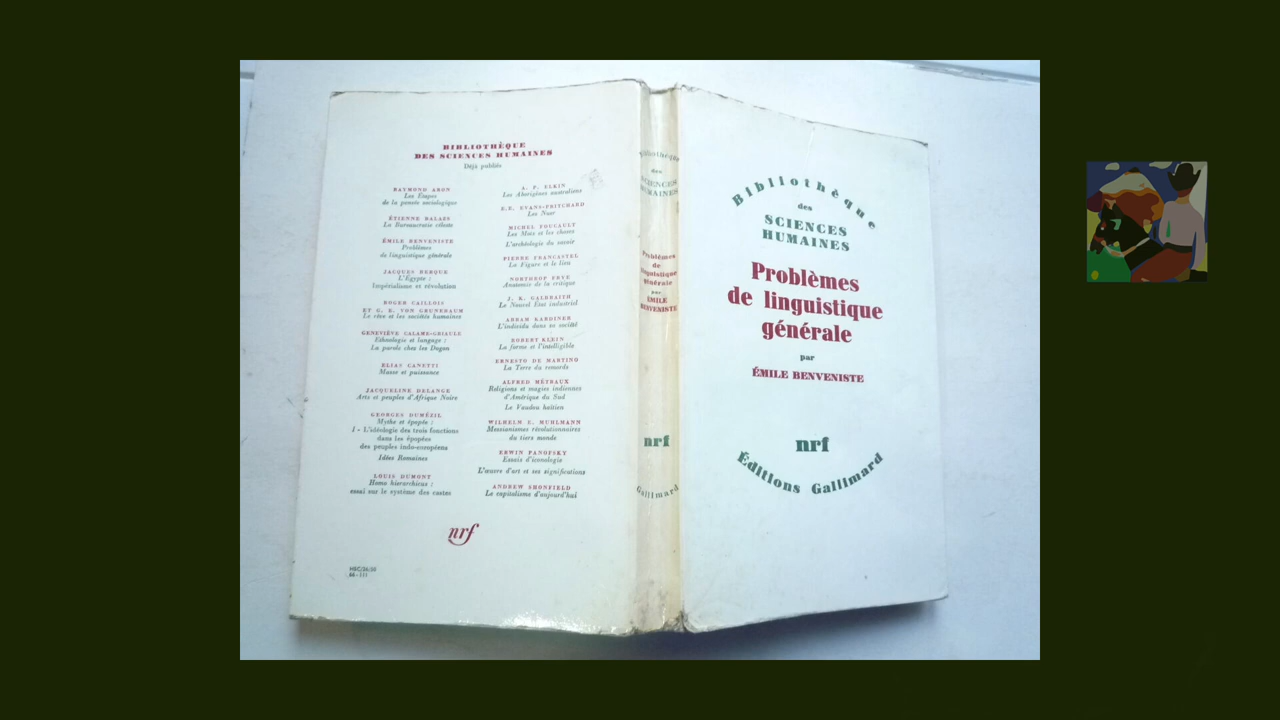 BIBLIOTHÈQUE
DES SCIENCES HUMAINES
Déjà publiés
RAYMOND ARON
Les Étapes
de la pensée sociologique
ÉTIENNE BALAZS
La Bureaucratie céleste
ÉMILE BENVENISTE
Problèmes
de linguistique générale
JACQUES BERQUE
L'Égypte :
Impérialisme et révolution
ROGER CAILLOIS
ET G. E. VON GRUNEBAUM
Le rêve et les sociétés humaines
GENEVIÈVE CALAME-GRIAULE
Ethnologie et langage :
La parole chez les Dogon
ELIAS CANETTI
Masse et puissance
JACQUELINE DELANGE
Arts et peuples d'Afrique Noire
GEORGES DUMÉZIL
Mythe et épopée :
I - L'idéologie des trois fonctions
dans les épopées
des peuples indo-européens
Idées Romaines
LOUIS DUMONT
Homo hierarchicus :
essai sur le système des castes
A. P. ELKIN
Les Aborigènes australiens
E.E. EVANS-PRITCHARD
Les Nuer
MICHEL FOUCAULT
Les Mots et les choses
L'archéologie du savoir
PIERRE FRANCASTEL
La Figure et le lieu
NORTHROP FRYE
Anatomie de la critique
J. K. GALBRAITH
Le Nouvel État industriel
ABRAM KARDINER
L'individu dans sa société
ROBERT KLEIN
La forme et l'intelligible
ERNESTO DE MARTINO
La Terre du remords
ALFRED MÉTRAUX
Religions et magies indiennes
d'Amérique du Sud
Le Vaudou haïtien
WILHELM E. MUHLMANN
Messianismes révolutionnaires
du tiers monde
ERWIN PANOFSKY
Essais d'iconologie
L'œuvre d'art et ses significations
ANDREW SHONFIELD
Le capitalisme d'aujourd'hui
nrf
Bibliothèque
des
SCIENCES
HUMAINES
Problèmes
de
linguistique
générale
par
ÉMILE
BENVENISTE
nrf
Gallimard
Bibliothèque
des
SCIENCES
HUMAINES
Problèmes
de linguistique
générale
par
ÉMILE BENVENISTE
nrf
Éditions Gallimard